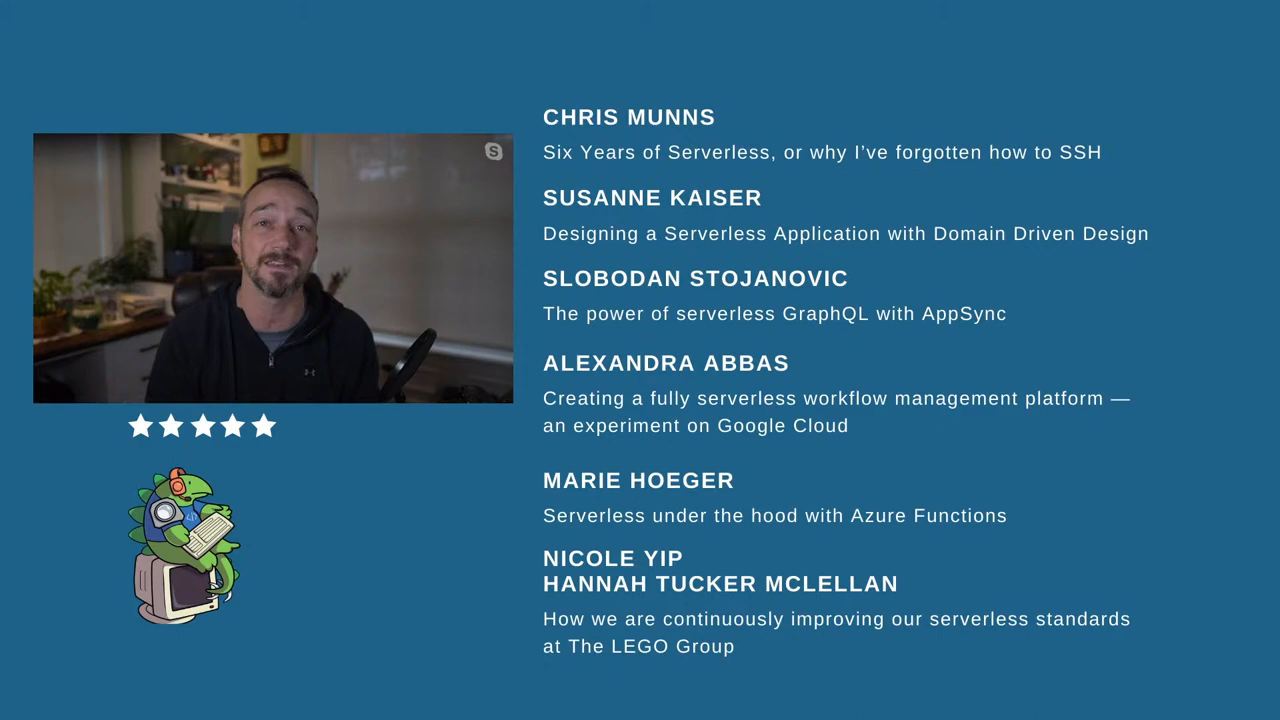 CHRIS MUNNS
Six Years of Serverless, or why I’ve forgotten how to SSH
SUSANNE KAISER
Designing a Serverless Application with Domain Driven Design
SLOBODAN STOJANOVIC
The power of serverless GraphQL with AppSync
ALEXANDRA ABBAS
Creating a fully serverless workflow management platform —
an experiment on Google Cloud
MARIE HOEGER
Serverless under the hood with Azure Functions
NICOLE YIP
HANNAH TUCKER MCLELLAN
How we are continuously improving our serverless standards
at The LEGO Group